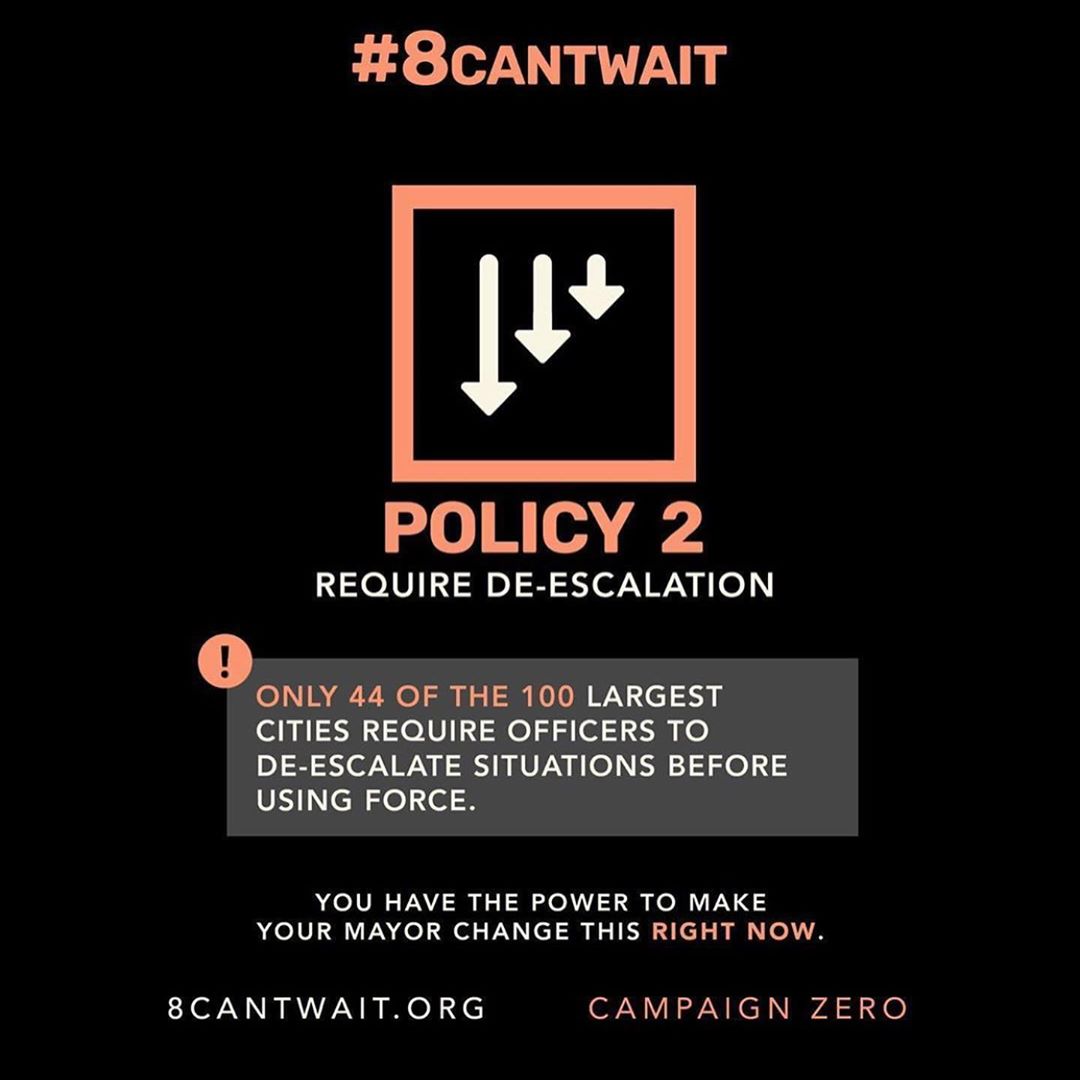 #8CANTWAIT
POLICY 2
REQUIRE DE-ESCALATION
!
ONLY 44 OF THE 100 LARGEST
CITIES REQUIRE OFFICERS TO
DE-ESCALATE SITUATIONS BEFORE
USING FORCE.
YOU HAVE THE POWER TO MAKE
YOUR MAYOR CHANGE THIS RIGHT NOW.
8CANTWAIT.ORG CAMPAIGN ZERO